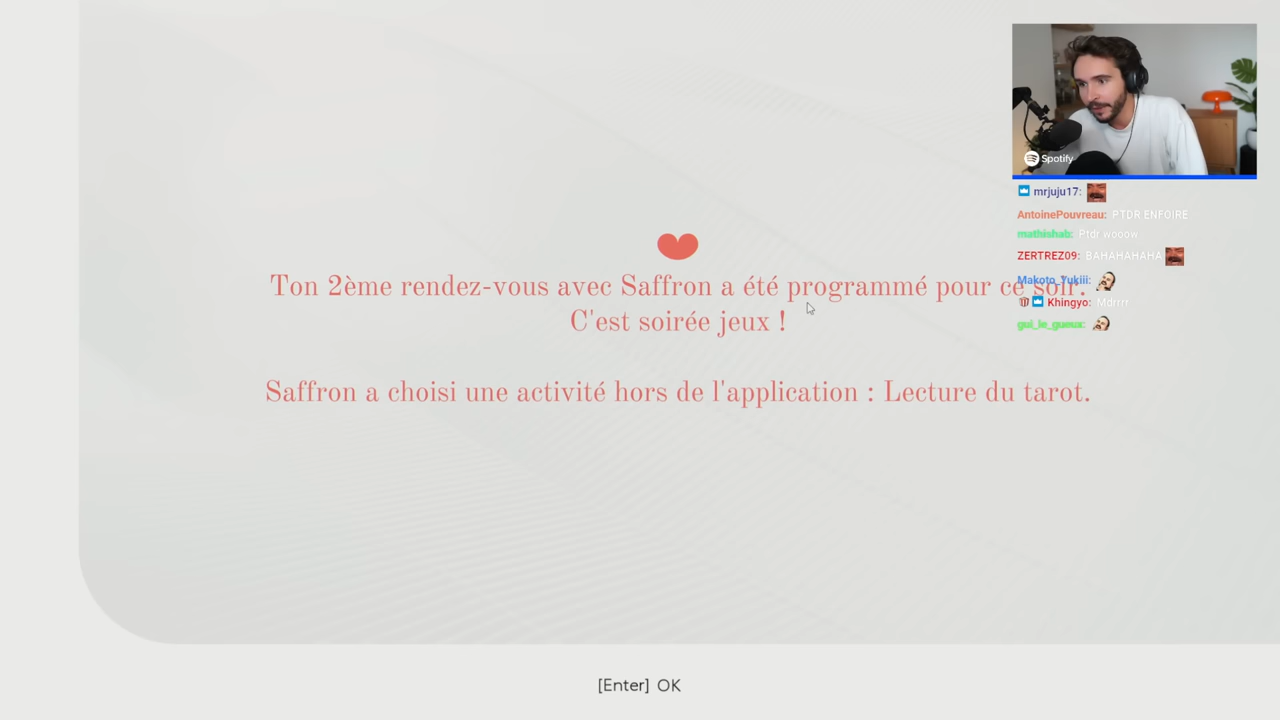 Spotify
mrjuju17:
AntoinePouvreau: PTDR ENFOIRE
mathishab: Ptdr wooow
ZERTREZ09: BAHAHAHAHA
Makoto_Yukiii:
Khingyo: Mdrrrr
gui_le_gueux:
Ton 2ème rendez-vous avec Saffron a été programmé pour ce soir.
C'est soirée jeux !
Saffron a choisi une activité hors de l'application : Lecture du tarot.
[Enter] OK